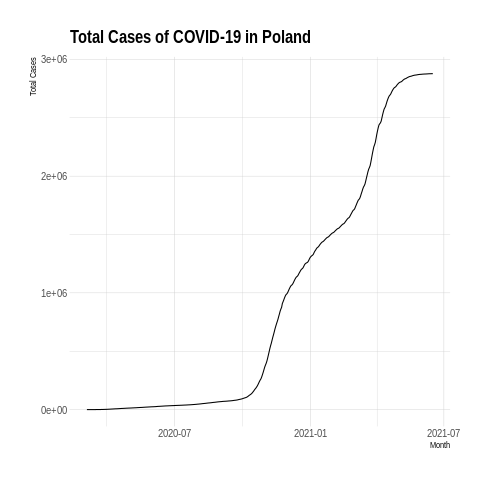 Total Cases of COVID-19 in Poland
Total Cases
3e+06
2e+06
1e+06
0e+00
2020-07
2021-01
2021-07
Month